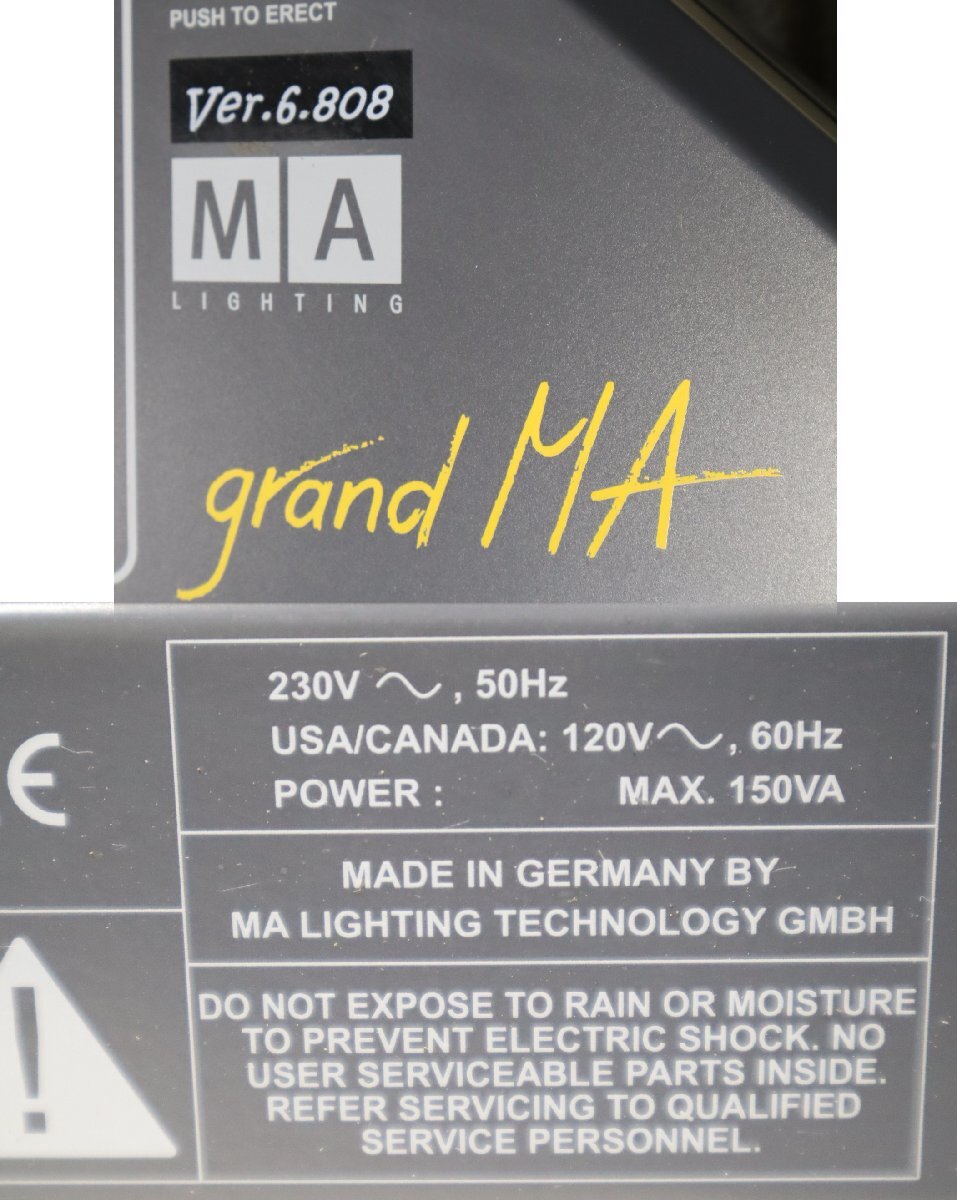 PUSH TO ERECT
Ver.6.808
MA
LIGHTING
grand MA
230V ～, 50Hz
USA/CANADA: 120V～, 60Hz
POWER : MAX. 150VA
CE
MADE IN GERMANY BY
MA LIGHTING TECHNOLOGY GMBH
!
DO NOT EXPOSE TO RAIN OR MOISTURE
TO PREVENT ELECTRIC SHOCK. NO
USER SERVICEABLE PARTS INSIDE.
REFER SERVICING TO QUALIFIED
SERVICE PERSONNEL.